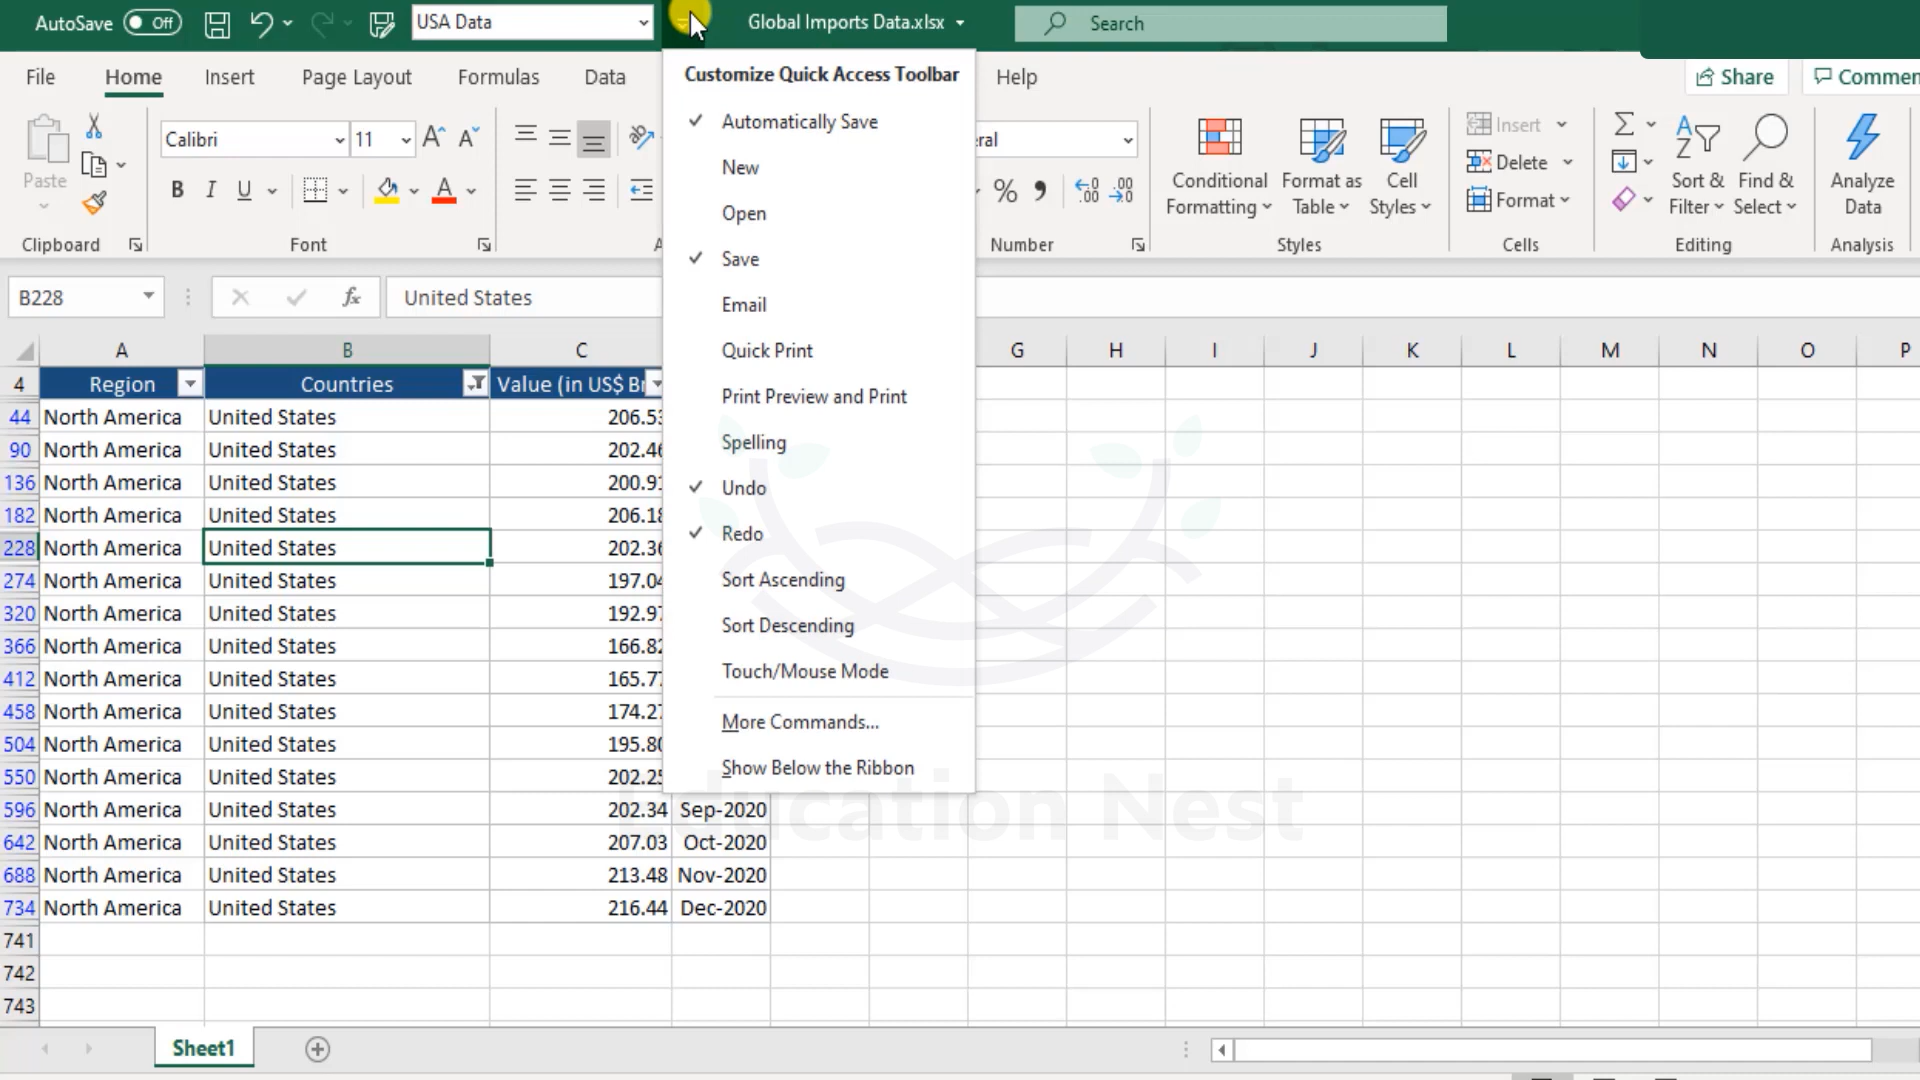 AutoSave Off USA Data Global Imports Data.xlsx Search
File Home Insert Page Layout Formulas Data Help Share
Customize Quick Access Toolbar
Automatically Save
New
Open
Save
Email
Quick Print
Print Preview and Print
Spelling
Undo
Redo
Sort Ascending
Sort Descending
Touch/Mouse Mode
More Commands...
Show Below the Ribbon
Paste
Clipboard
Calibri 11
B I U
Font
% 
Number
Conditional Formatting
Format as Table
Cell Styles
Styles
Insert
Delete
Format
Cells
Sort & Filter
Find & Select
Editing
Analyze Data
Analysis
B228 fx United States
A B C G H I J K L M N O P
4 Region Countries Value (in US$ B
44 North America United States 206.53
90 North America United States 202.46
136 North America United States 200.91
182 North America United States 206.18
228 North America United States 202.36
274 North America United States 197.04
320 North America United States 192.97
366 North America United States 166.82
412 North America United States 165.77
458 North America United States 174.27
504 North America United States 195.80
550 North America United States 202.25
596 North America United States 202.34 Sep-2020
642 North America United States 207.03 Oct-2020
688 North America United States 213.48 Nov-2020
734 North America United States 216.44 Dec-2020
741
742
743
Education Nest
Sheet1